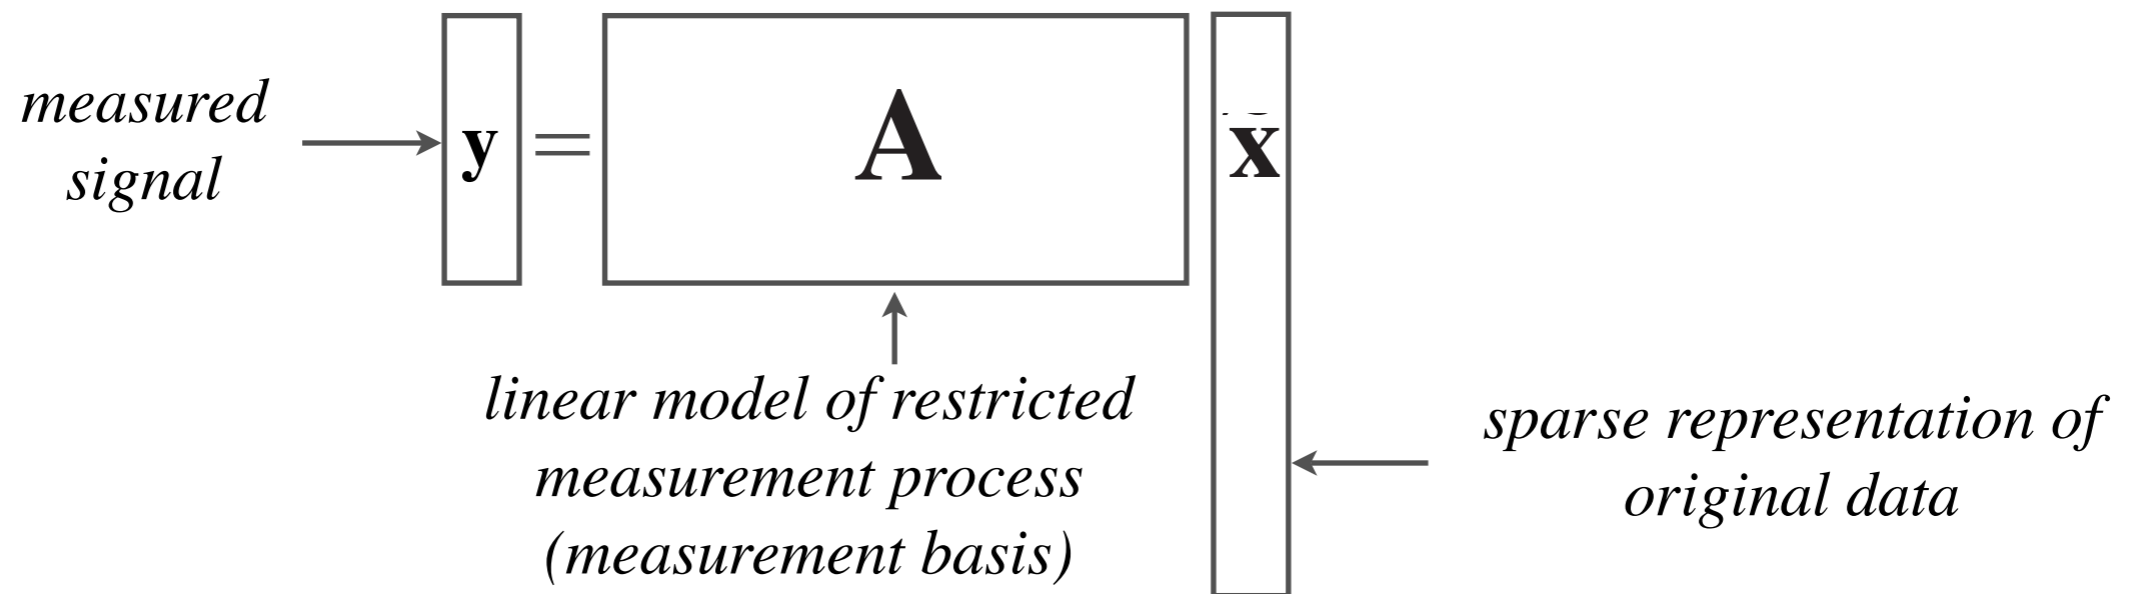 measured
signal
y = A x
linear model of restricted
measurement process
(measurement basis)
sparse representation of
original data